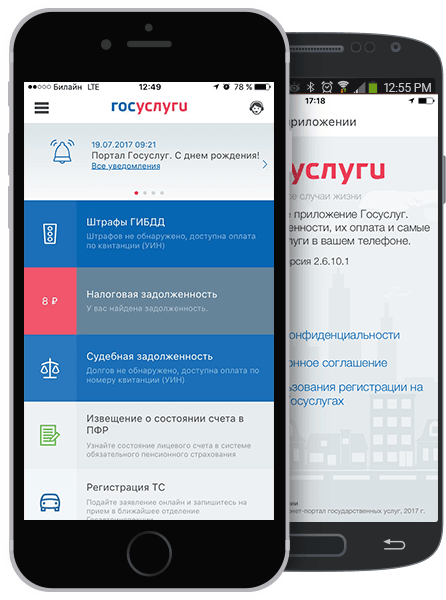 Билайн LTE 12:49 78 %
госуслуги
19.07.2017 09:21
Портал Госуслуг. С днем рождения!
Все уведомления
Штрафы ГИБДД
Штрафов не обнаружено, доступна оплата
по квитанции (УИН)
8 ₽
Налоговая задолженность
У вас найдена задолженность.
Судебная задолженность
Долгов не обнаружено, доступна оплата по
номеру квитанции (УИН)
Извещение о состоянии счета в
ПФР
Узнайте состояние лицевого счета в системе
обязательного пенсионного страхования
Регистрация ТС
Подайте заявление онлайн и запишитесь на
прием в ближайшее отделение
12:55 PM
17:18
приложении
услуги
случаи жизни
приложение Госуслуг.
енности, их оплата и самые
луги в вашем телефоне.
рсия 2.6.10.1
онфиденциальности
онное соглашение
ьзования регистрации на
Госуслугах
нет-портал государственных услуг, 2017 г.